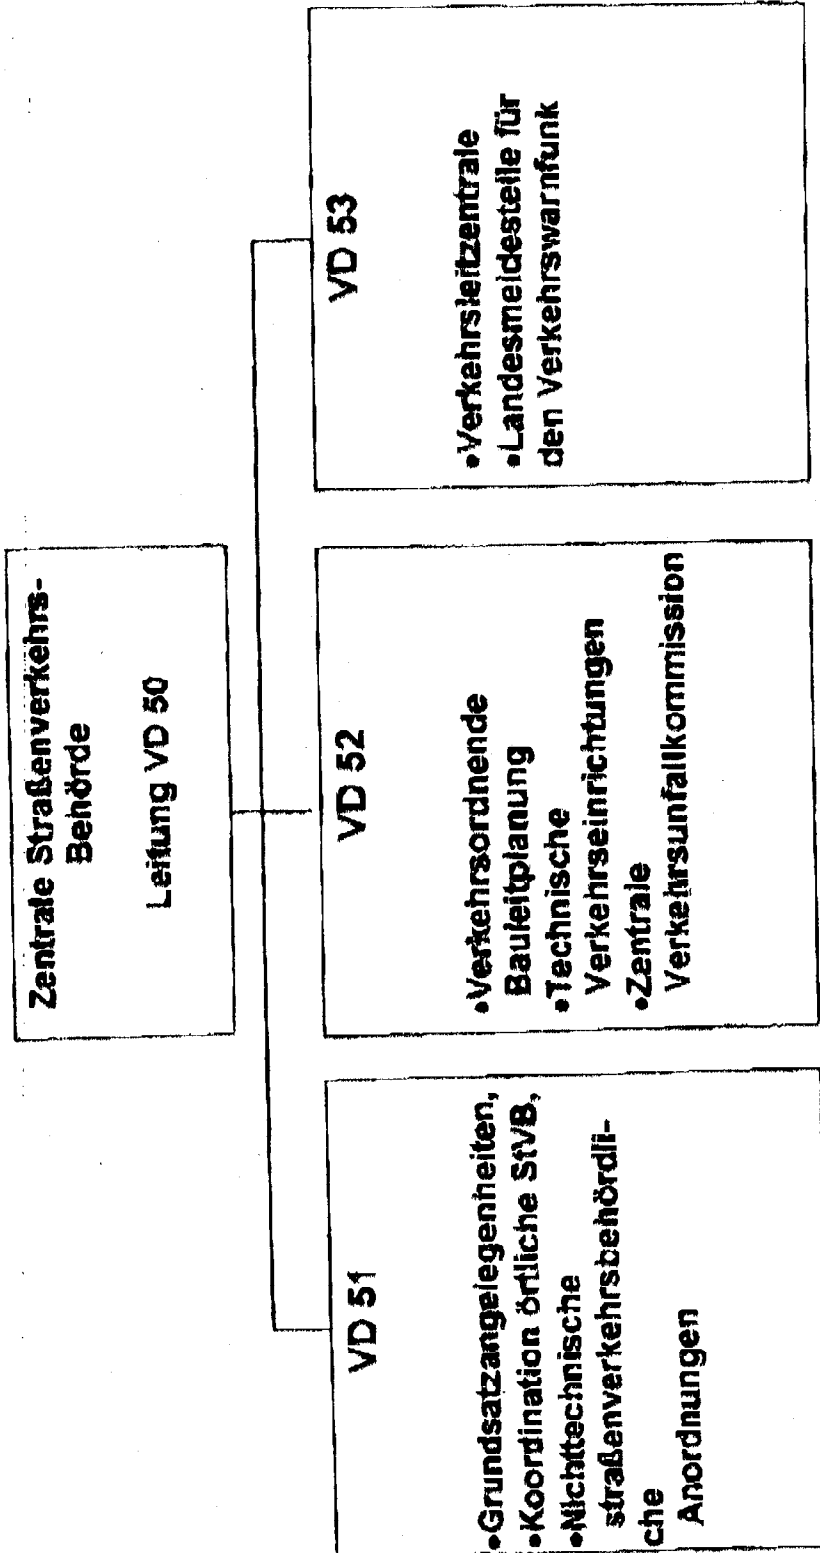 Zentrale Straßenverkehrs-
Behörde
Leitung VD 50
VD 51
•Grundsatzangelegenheiten,
•Koordination örtliche StVB,
•Nichttechnische
straßenverkehrsbehördli-
che
Anordnungen
VD 52
•Verkehrsordnende
Bauleitplanung
•Technische
Verkehrseinrichtungen
•Zentrale
Verkehrsunfallkommission
VD 53
•Verkehrsleitzentrale
•Landesmeldestelle für
den Verkehrswarnfunk